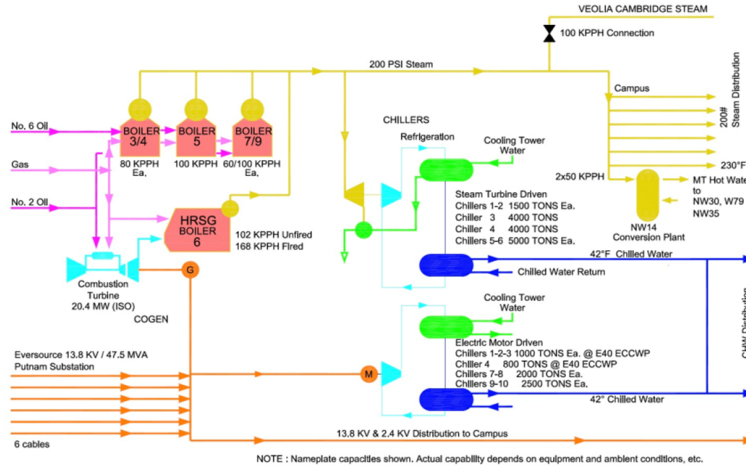 VEOLIA CAMBRIDGE STEAM
100 KPPH Connection
200 PSI Steam
Campus
200#
Steam Distribution
CHILLERS
Refrigeration
Cooling Tower
Water
No. 6 Oil
BOILER
3/4
BOILER
5
BOILER
7/9
Gas
80 KPPH
Ea,
100 KPPH
60/100 KPPH
Ea,
230°F
2x50 KPPH
MT Hot Wate
to
NW30, W79
NW35
No. 2 Oil
Steam Turbine Driven
Chillers 1-2 1500 TONS Ea.
Chiller 3 4000 TONS
Chiller 4 4000 TONS
Chillers 5-6 5000 TONS Ea.
HRSG
BOILER
6
102 KPPH Unfired
168 KPPH Fired
NW14
Conversion Plant
42°F Chilled Water
G
Chilled Water Return
Combustion
Turbine
20.4 MW (ISO)
COGEN
Cooling Tower
Water
CHW Distribution
Eversource 13.8 KV / 47.5 MVA
Putnam Substation
Electric Motor Driven
Chillers 1-2-3 1000 TONS Ea. @ E40 ECCWP
Chiller 4 800 TONS @ E40 ECCWP
Chillers 7-8 2000 TONS Ea.
Chillers 9-10 2500 TONS Ea.
M
42° Chilled Water
13.8 KV & 2.4 KV Distribution to Campus
6 cables
NOTE : Nameplate capacities shown. Actual capability depends on equipment and ambient conditions, etc.